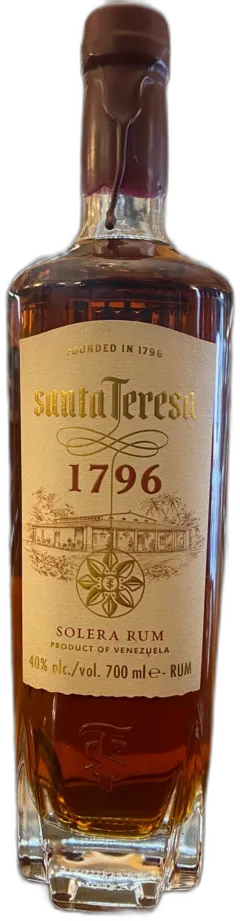 FOUNDED IN 1796
santa Teresa
1796
SOLERA RUM
PRODUCT OF VENEZUELA
40% alc./vol. 700 ml ℮ - RUM